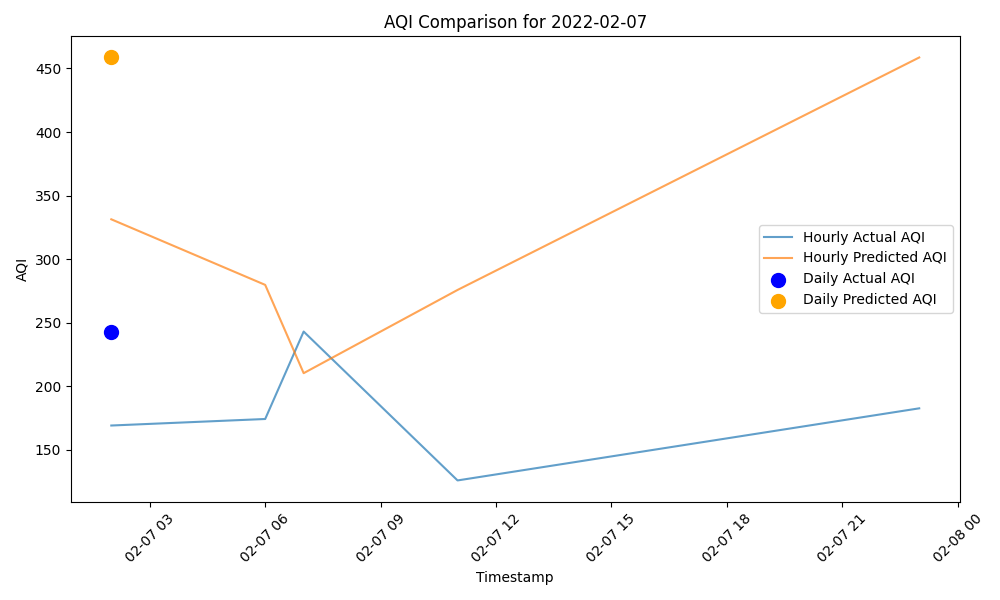 AQI Comparison for 2022-02-07
AQI
450
400
350
300
250
200
150
Hourly Actual AQI
Hourly Predicted AQI
Daily Actual AQI
Daily Predicted AQI
02-07 03
02-07 06
02-07 09
02-07 12
02-07 15
02-07 18
02-07 21
02-08 00
Timestamp